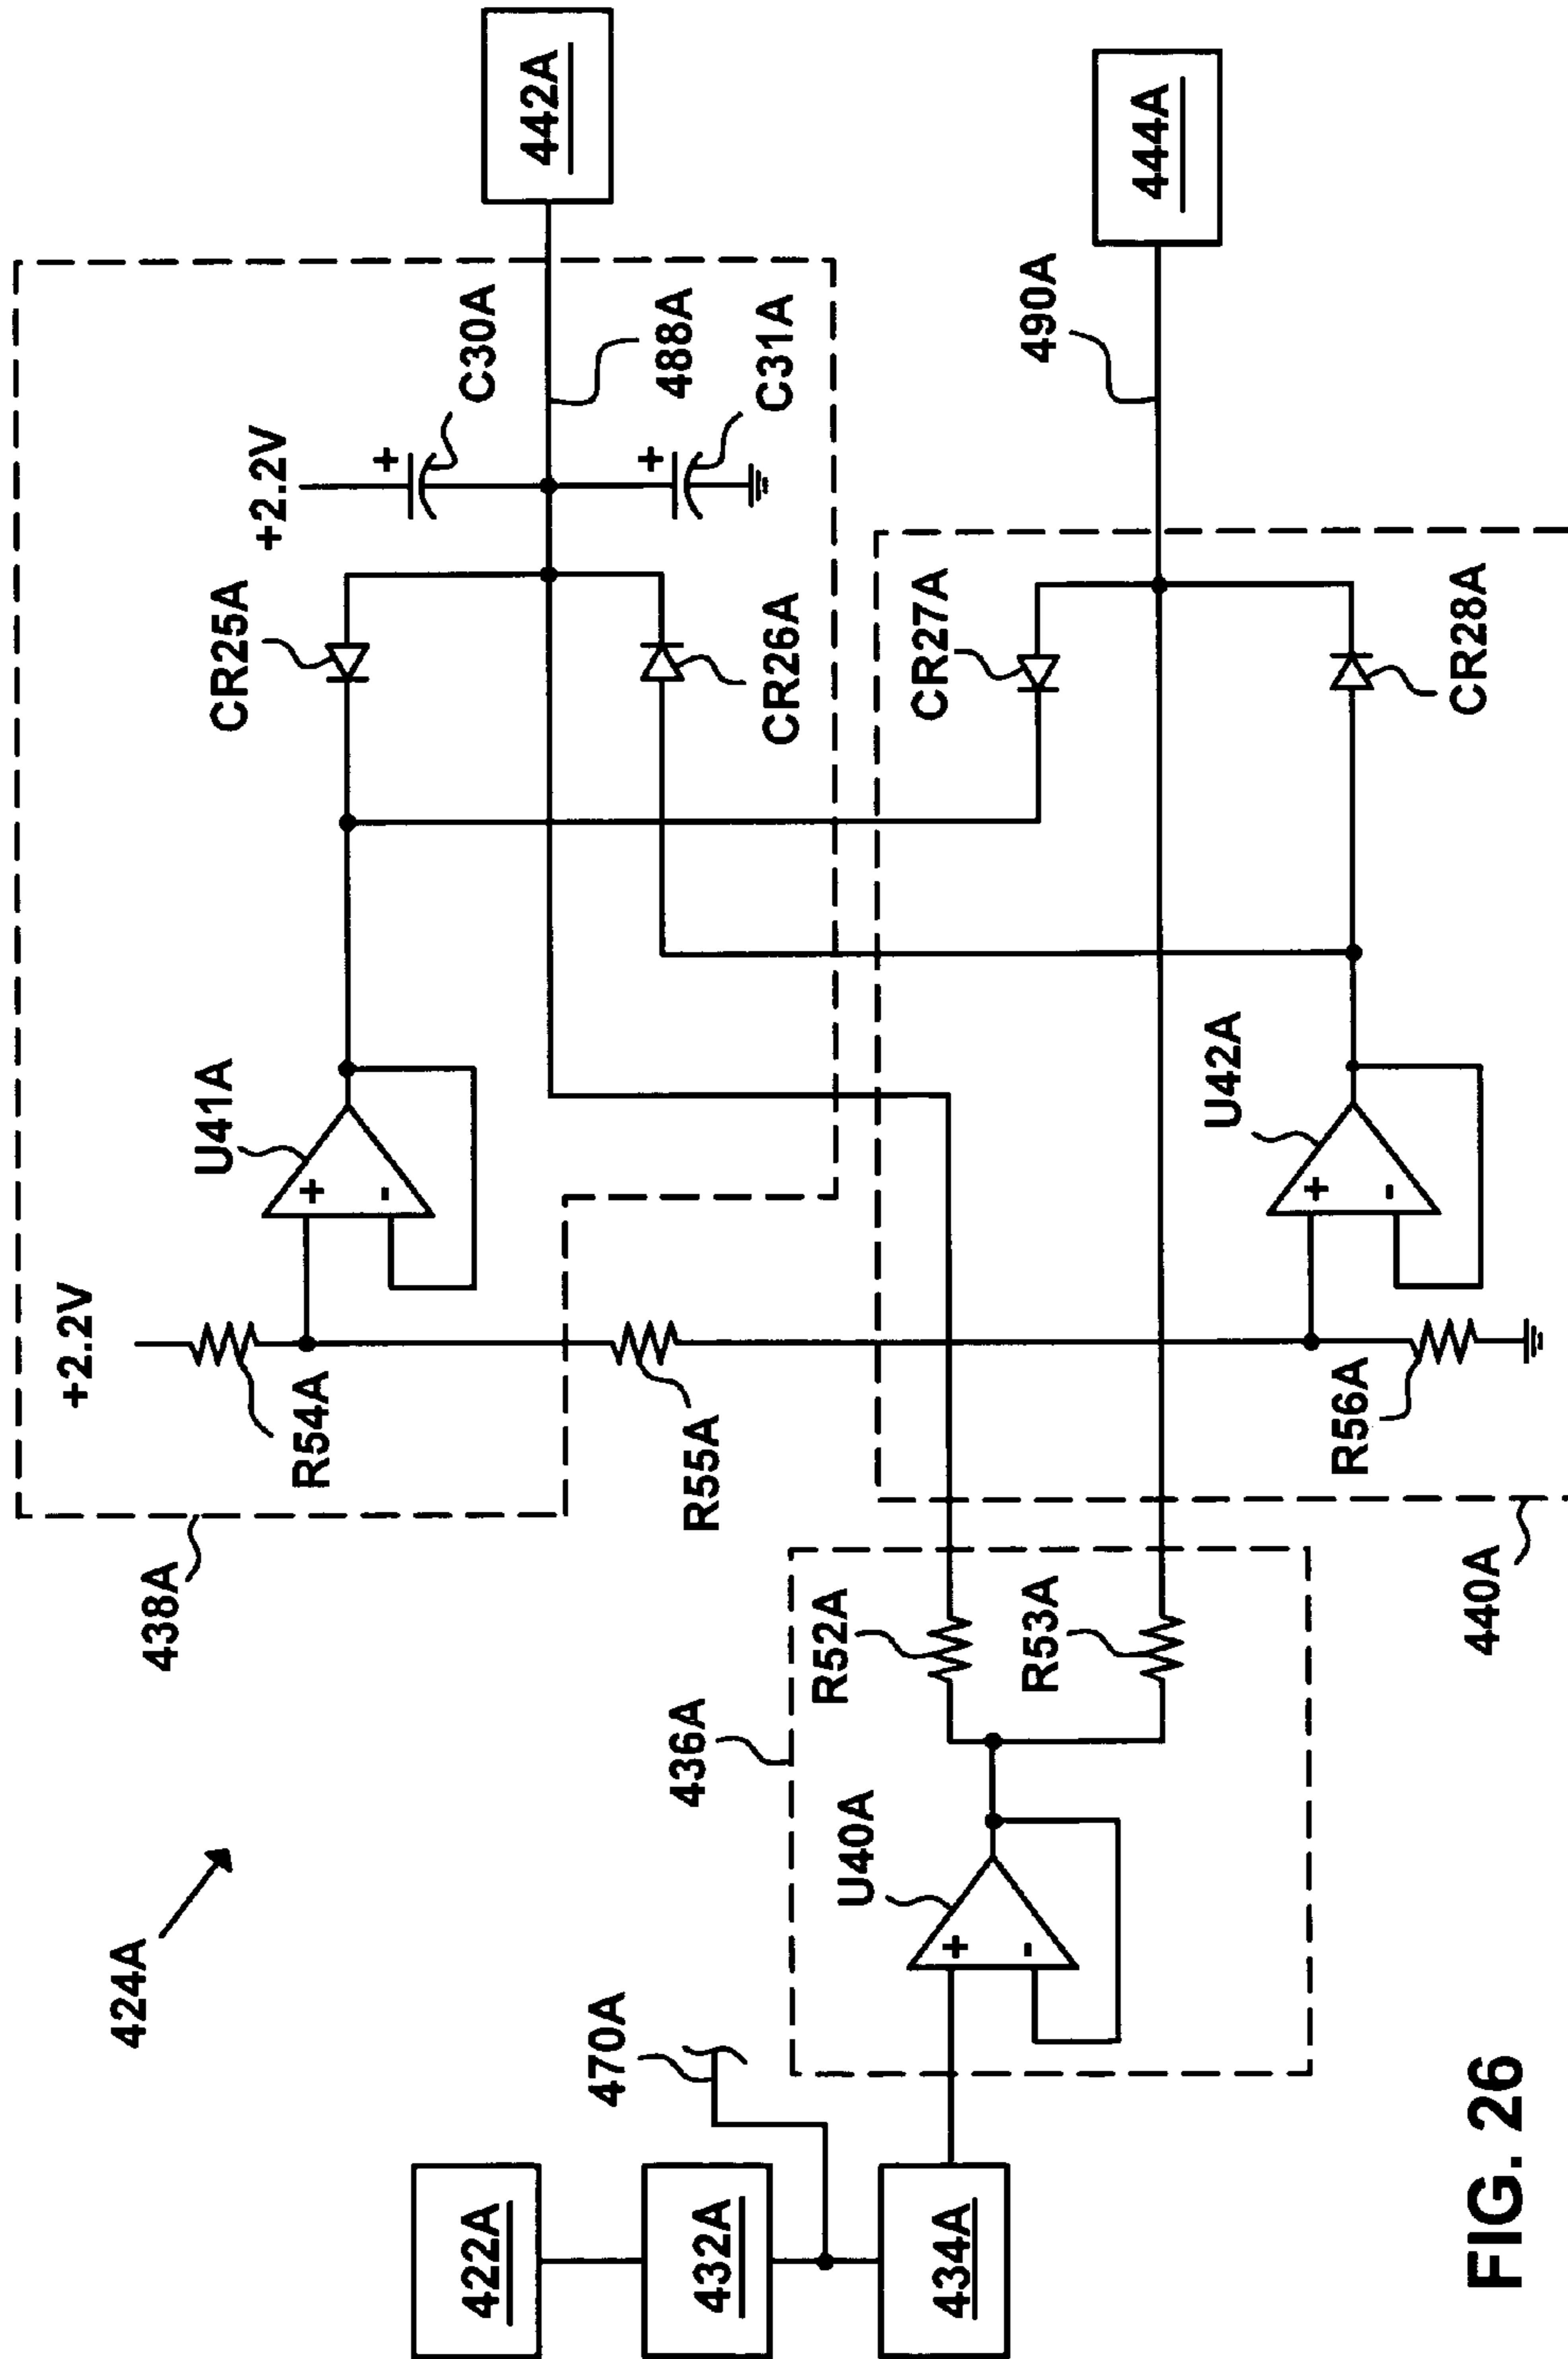 424A
422A
432A
434A
470A
436A
U40A
+
-
R52A
R53A
438A
+2.2V
R54A
R55A
R56A
440A
U41A
+
-
U42A
+
-
CR25A
CR26A
CR27A
CR28A
+2.2V
+
C30A
488A
+
C31A
490A
442A
444A
FIG. 26